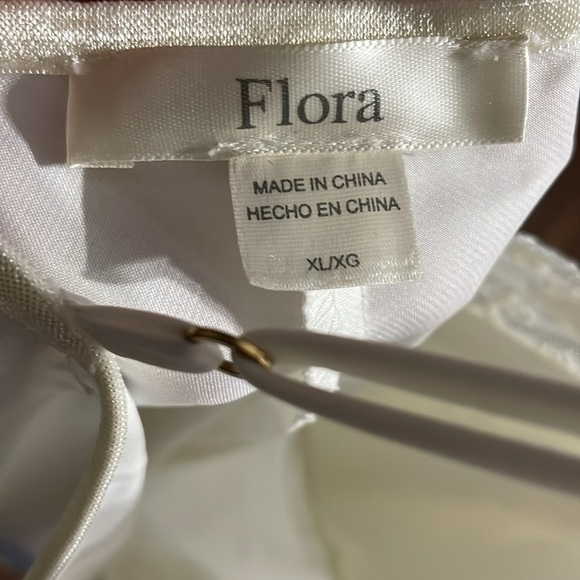 Flora
MADE IN CHINA
HECHO EN CHINA
XL/XG